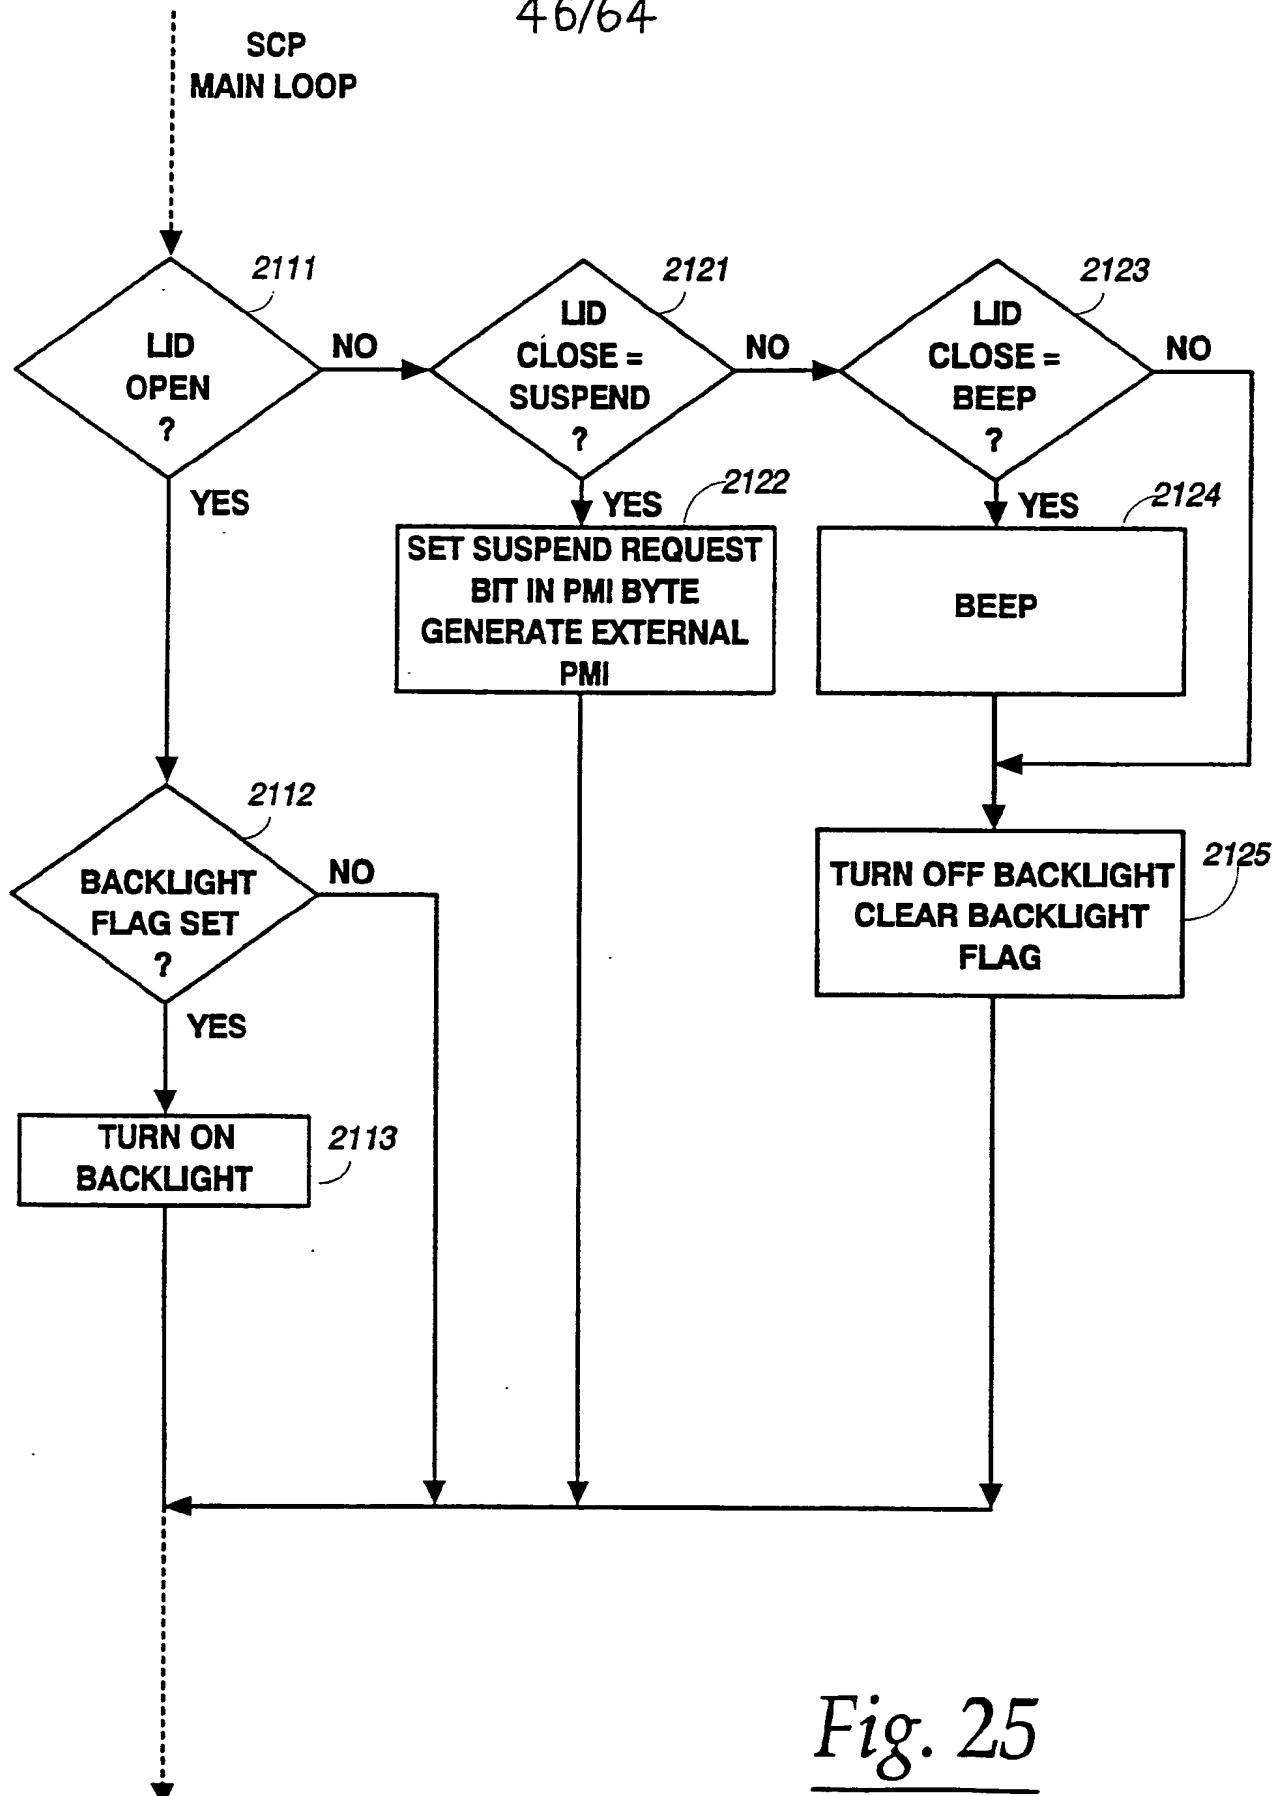 46/64
SCP
MAIN LOOP
2111
LID
OPEN
?
NO
YES
2121
LID
CLOSE =
SUSPEND
?
NO
YES
2123
LID
CLOSE =
BEEP
?
NO
YES
2122
SET SUSPEND REQUEST
BIT IN PMI BYTE
GENERATE EXTERNAL
PMI
2124
BEEP
2112
BACKLIGHT
FLAG SET
?
NO
YES
2125
TURN OFF BACKLIGHT
CLEAR BACKLIGHT
FLAG
2113
TURN ON
BACKLIGHT
Fig. 25